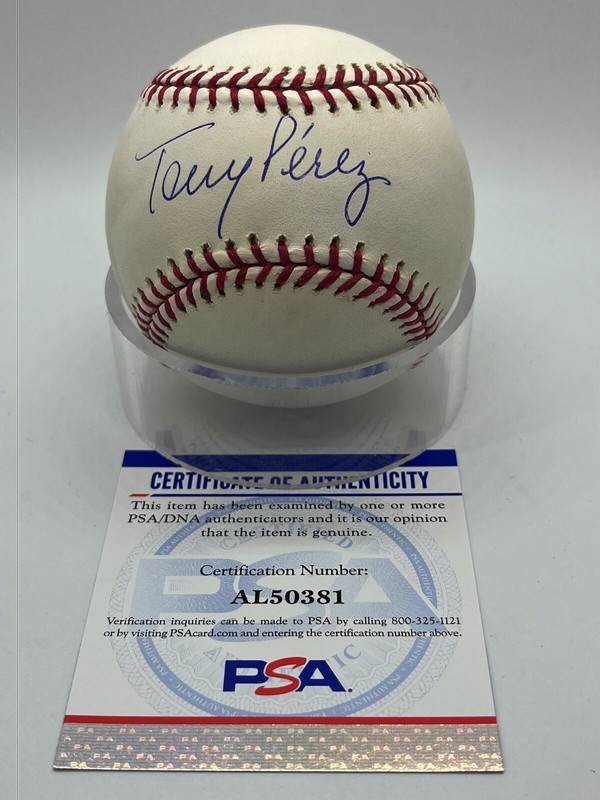 Tony Pérez
CERTIFICATE OF AUTHENTICITY
This item has been examined by one or more
PSA/DNA authenticators and it is our opinion
that the item is genuine.
Certification Number:
AL50381
Verification inquiries can be made to PSA by calling 800-325-1121
or by visiting PSAcard.com and entering the certification number above.
PSA